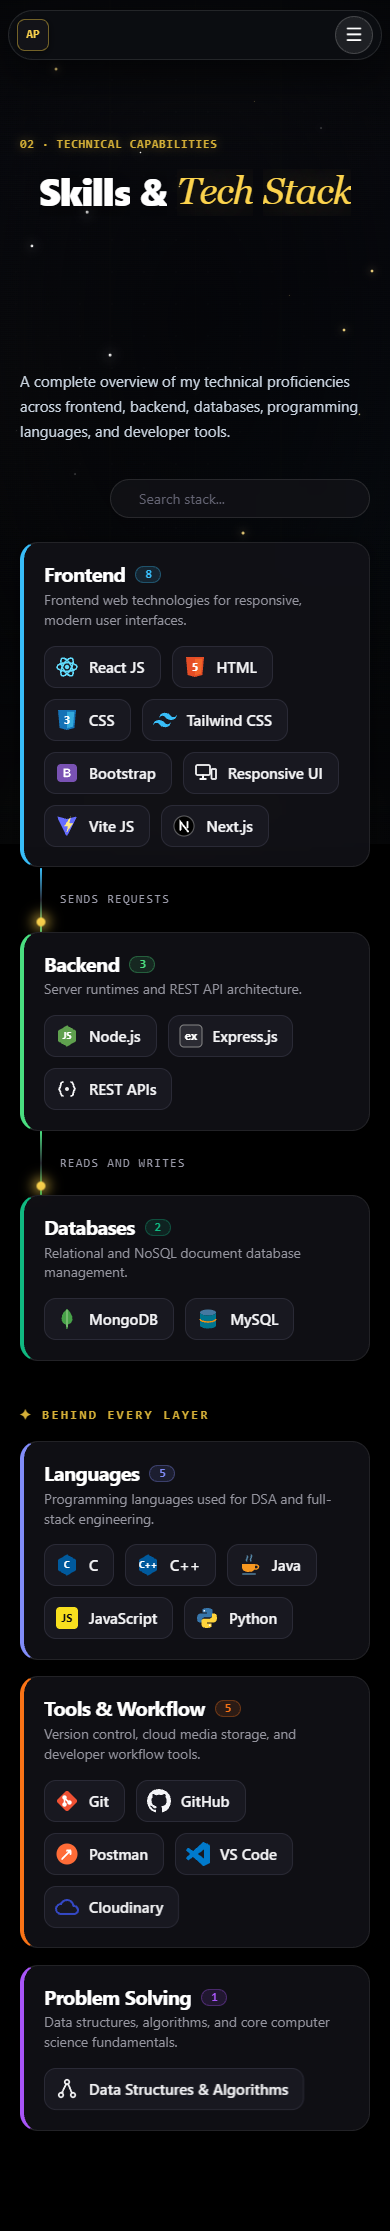 AP
02 · TECHNICAL CAPABILITIES
Skills & Tech Stack
A complete overview of my technical proficiencies
across frontend, backend, databases, programming
languages, and developer tools.
Search stack...
Frontend 8
Frontend web technologies for responsive,
modern user interfaces.
React JS
5 HTML
3 CSS
Tailwind CSS
B Bootstrap
Responsive UI
Vite JS
N Next.js
SENDS REQUESTS
Backend 3
Server runtimes and REST API architecture.
JS Node.js
ex Express.js
REST APIs
READS AND WRITES
Databases 2
Relational and NoSQL document database
management.
MongoDB
MySQL
BEHIND EVERY LAYER
Languages 5
Programming languages used for DSA and full-
stack engineering.
C C
C++ C++
Java
JS JavaScript
Python
Tools & Workflow 5
Version control, cloud media storage, and
developer workflow tools.
Git
GitHub
Postman
VS Code
Cloudinary
Problem Solving 1
Data structures, algorithms, and core computer
science fundamentals.
Data Structures & Algorithms